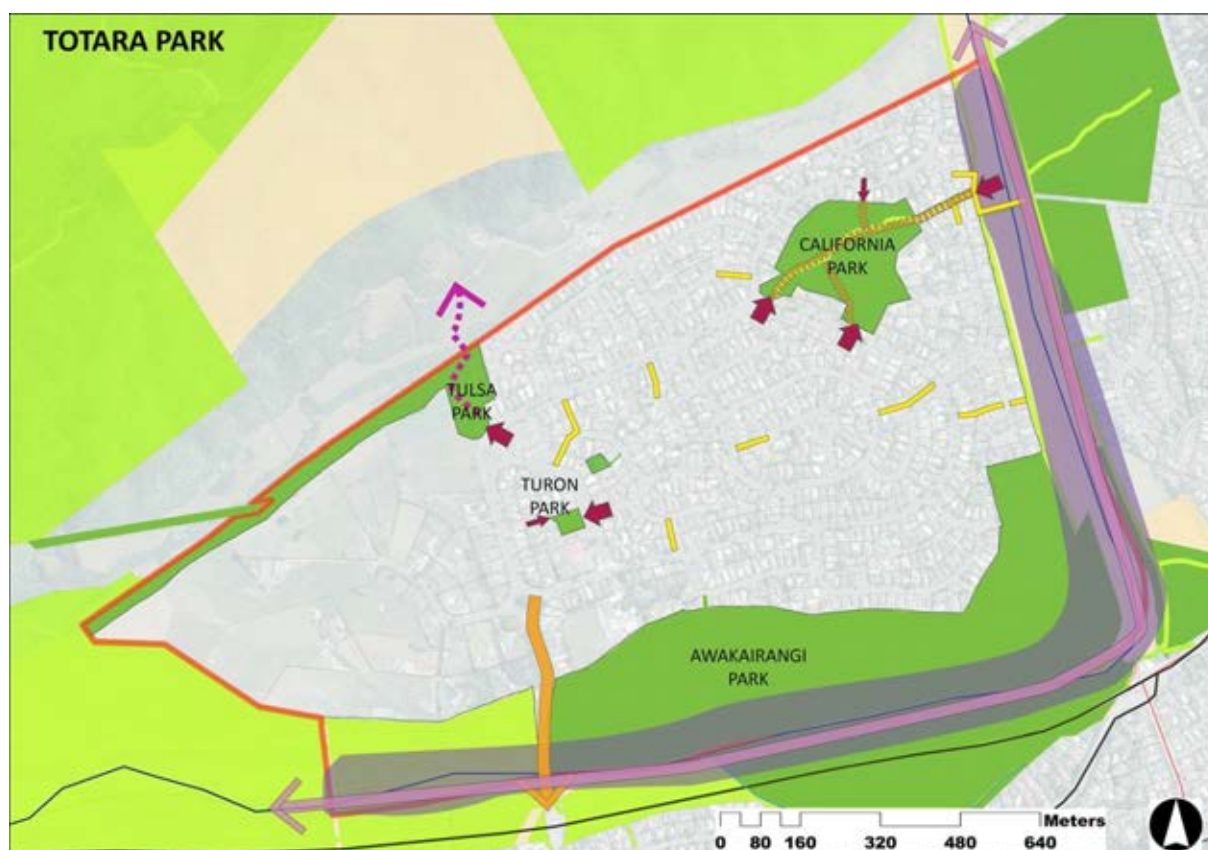 TOTARA PARK
CALIFORNIA
PARK
TULSA
PARK
TURON
PARK
AWAKAIRANGI
PARK
Meters
0 80 160 320 480 640